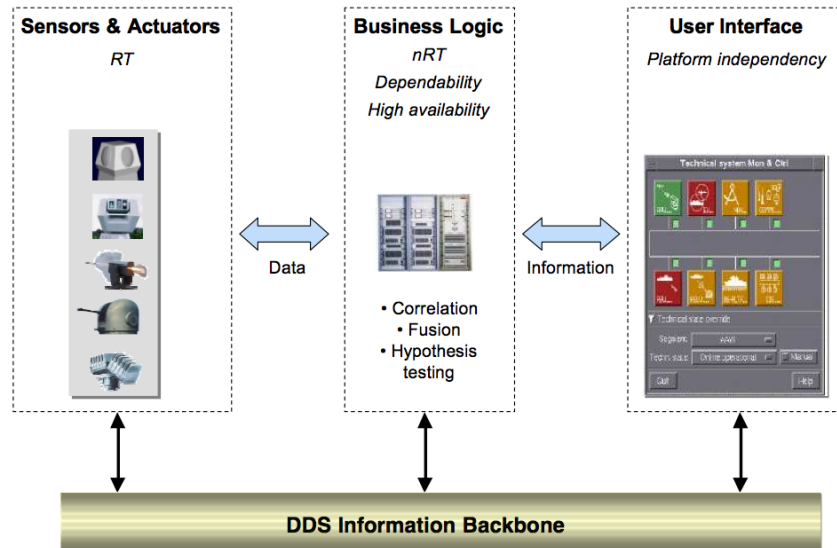 Sensors & Actuators
RT
Business Logic
nRT
Dependability
High availability
User Interface
Platform independency
Data
Information
• Correlation
• Fusion
• Hypothesis
testing
Technical system Mon & Ctrl
Technical state override
Segment:
AAW
Techn.state:
Online operational
Manual
Quit
Help
DDS Information Backbone